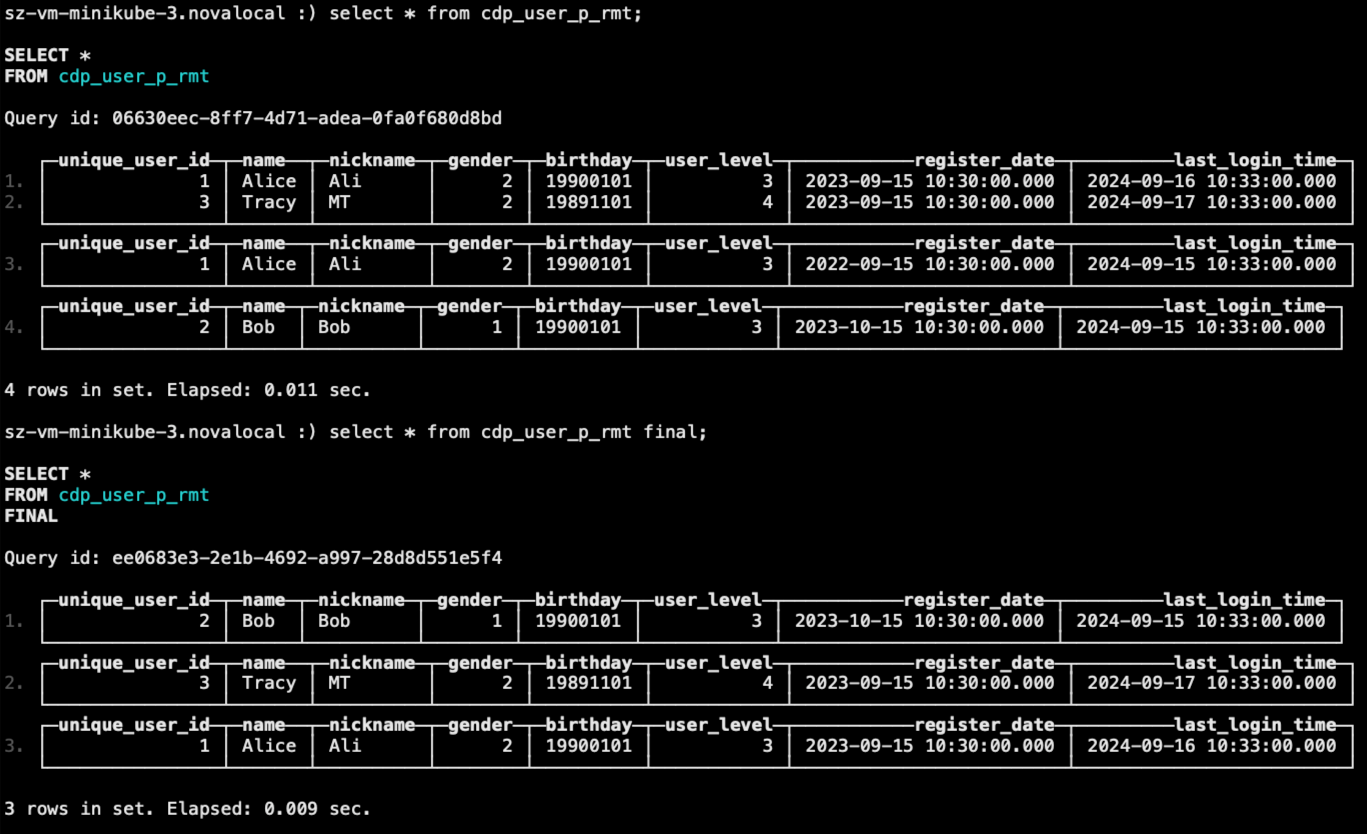 sz-vm-minikube-3.novalocal :) select * from cdp_user_p_rmt;
SELECT *
FROM cdp_user_p_rmt
Query id: 06630eec-8ff7-4d71-adea-0fa0f680d8bd
unique_user_id name nickname gender birthday user_level register_date last_login_time
1. 1 Alice Ali 2 19900101 3 2023-09-15 10:30:00.000 2024-09-16 10:33:00.000
2. 3 Tracy MT 2 19891101 4 2023-09-15 10:30:00.000 2024-09-17 10:33:00.000
unique_user_id name nickname gender birthday user_level register_date last_login_time
3. 1 Alice Ali 2 19900101 3 2022-09-15 10:30:00.000 2024-09-15 10:33:00.000
unique_user_id name nickname gender birthday user_level register_date last_login_time
4. 2 Bob Bob 1 19900101 3 2023-10-15 10:30:00.000 2024-09-15 10:33:00.000
4 rows in set. Elapsed: 0.011 sec.
sz-vm-minikube-3.novalocal :) select * from cdp_user_p_rmt final;
SELECT *
FROM cdp_user_p_rmt
FINAL
Query id: ee0683e3-2e1b-4692-a997-28d8d551e5f4
unique_user_id name nickname gender birthday user_level register_date last_login_time
1. 2 Bob Bob 1 19900101 3 2023-10-15 10:30:00.000 2024-09-15 10:33:00.000
unique_user_id name nickname gender birthday user_level register_date last_login_time
2. 3 Tracy MT 2 19891101 4 2023-09-15 10:30:00.000 2024-09-17 10:33:00.000
unique_user_id name nickname gender birthday user_level register_date last_login_time
3. 1 Alice Ali 2 19900101 3 2023-09-15 10:30:00.000 2024-09-16 10:33:00.000
3 rows in set. Elapsed: 0.009 sec.